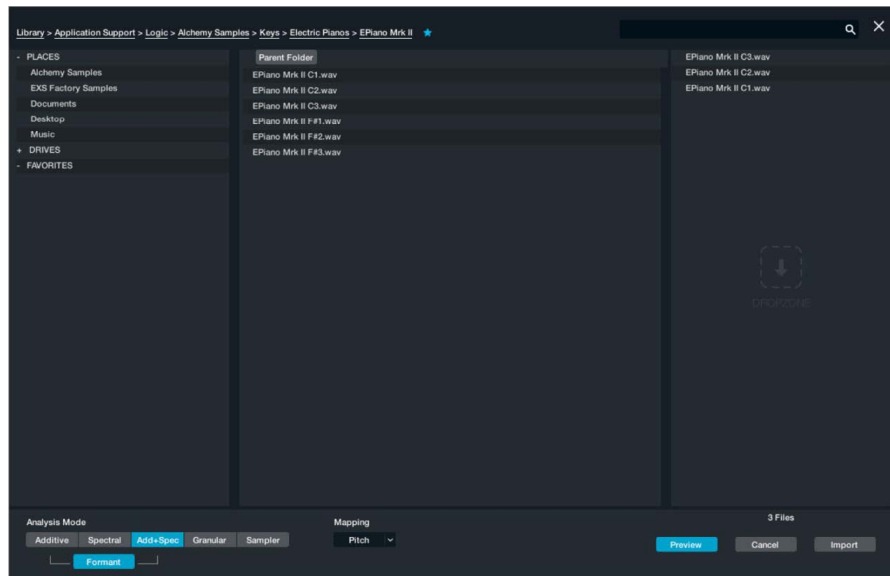 Library > Application Support > Logic > Alchemy Samples > Keys > Electric Pianos > EPiano Mrk II
- PLACES
Alchemy Samples
EXS Factory Samples
Documents
Desktop
Music
+ DRIVES
- FAVORITES
Parent Folder
EPiano Mrk II C1.wav
EPiano Mrk II C2.wav
EPiano Mrk II C3.wav
EPiano Mrk II F#1.wav
EPiano Mrk II F#2.wav
EPiano Mrk II F#3.wav
EPiano Mrk II C3.wav
EPiano Mrk II C2.wav
EPiano Mrk II C1.wav
DROPZONE
Analysis Mode
Additive Spectral Add+Spec Granular Sampler
Formant
Mapping
Pitch
3 Files
Preview Cancel Import